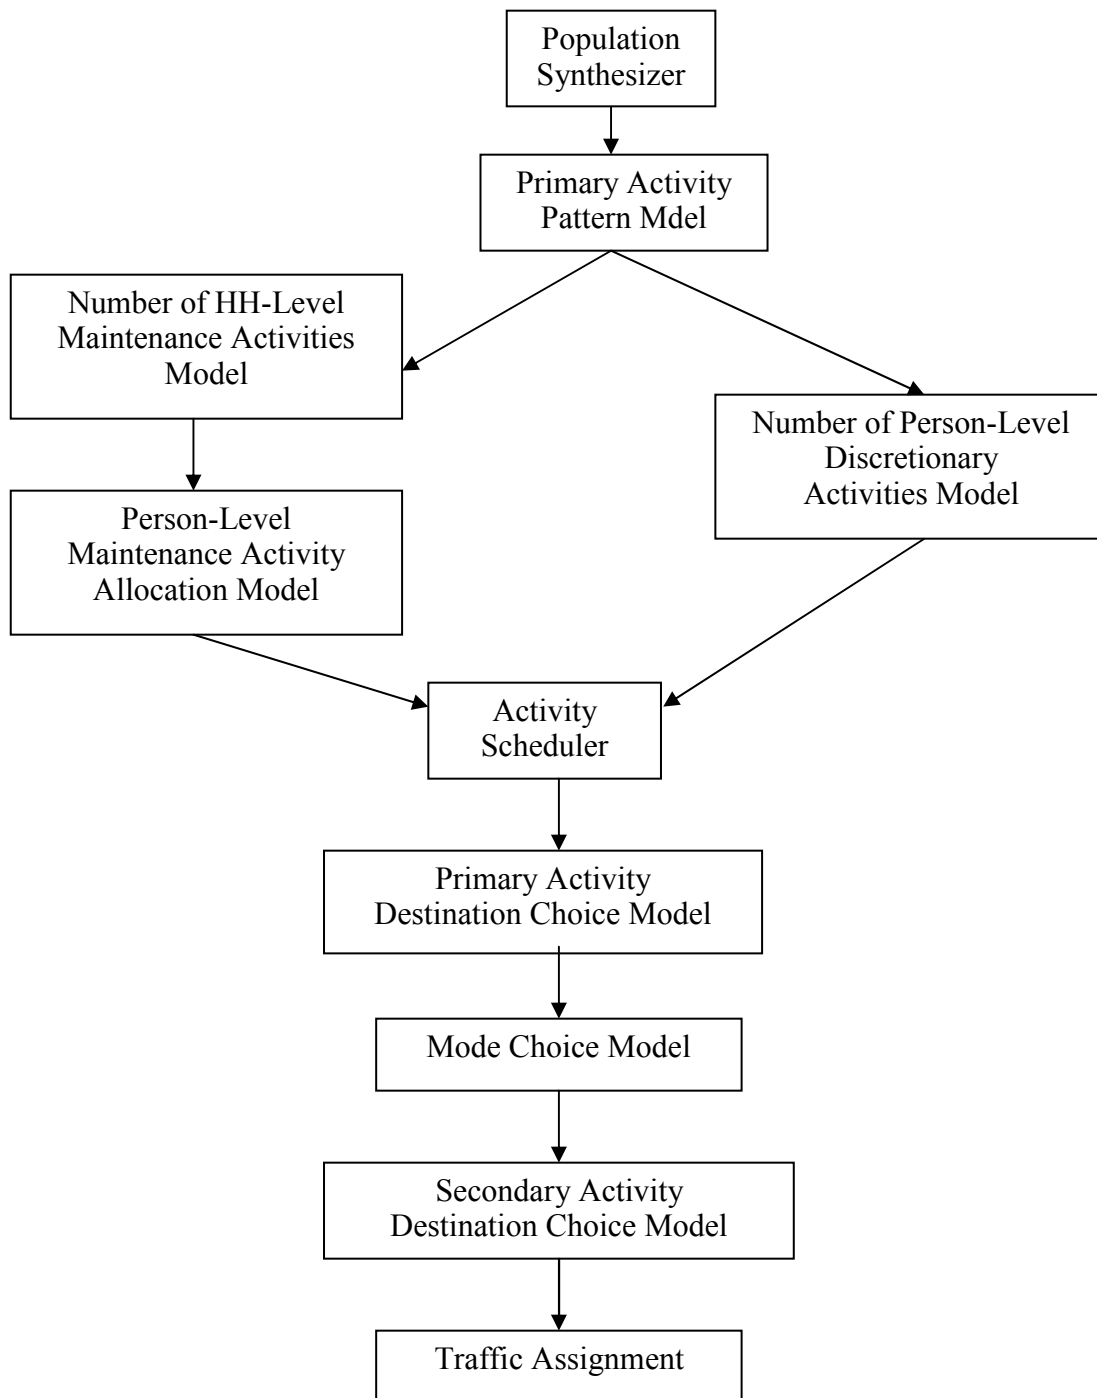 Population
Synthesizer
Primary Activity
Pattern Mdel
Number of HH-Level
Maintenance Activities
Model
Number of Person-Level
Discretionary
Activities Model
Person-Level
Maintenance Activity
Allocation Model
Activity
Scheduler
Primary Activity
Destination Choice Model
Mode Choice Model
Secondary Activity
Destination Choice Model
Traffic Assignment